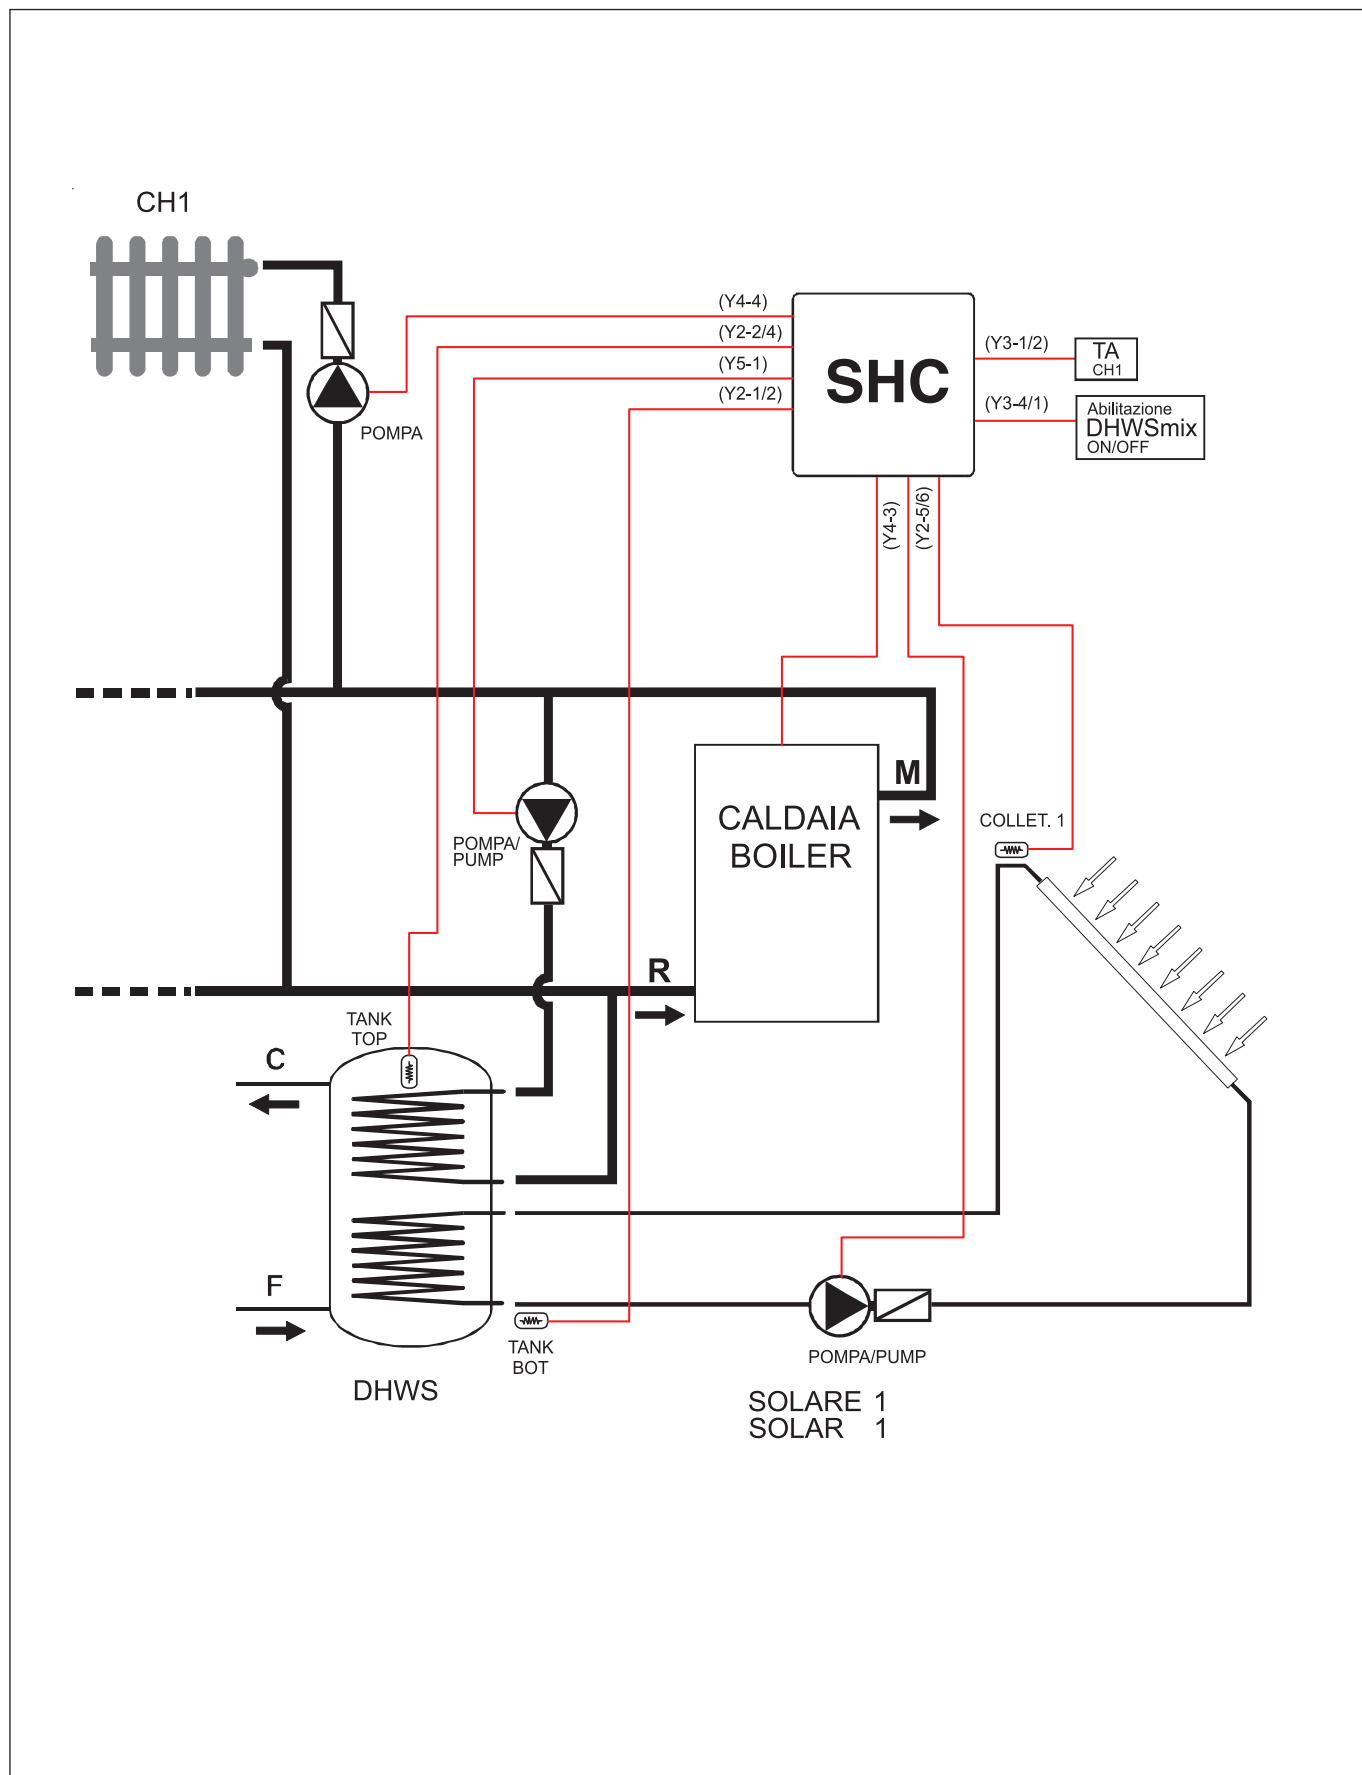 CH1
(Y4-4)
(Y2-2/4)
(Y5-1)
(Y2-1/2)
SHC
(Y3-1/2)
TA
CH1
(Y3-4/1)
Abilitazione
DHWSmix
ON/OFF
POMPA
(Y4-3)
(Y2-5/6)
M
CALDAIA
BOILER
COLLET. 1
POMPA/
PUMP
R
TANK
TOP
C
F
TANK
BOT
DHWS
POMPA/PUMP
SOLARE 1
SOLAR 1